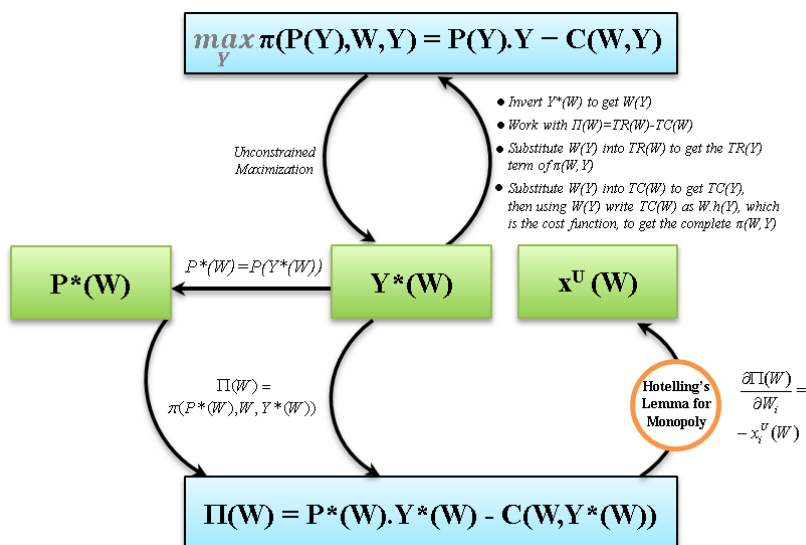 max π(P(Y),W,Y) = P(Y).Y − C(W,Y)
Y
• Invert Y*(W) to get W(Y)
• Work with Π(W)=TR(W)-TC(W)
• Substitute W(Y) into TR(W) to get the TR(Y)
term of π(W,Y)
• Substitute W(Y) into TC(W) to get TC(Y),
then using W(Y) write TC(W) as W.h(Y), which
is the cost function, to get the complete π(W,Y)
Unconstrained
Maximization
P*(W)
P*(W)=P(Y*(W))
Y*(W)
x^U (W)
Π(W) =
π(P*(W),W,Y*(W))
Hotelling's
Lemma for
Monopoly
∂Π(W)
∂W_i
=
− x_i^U(W)
Π(W) = P*(W).Y*(W) - C(W,Y*(W))